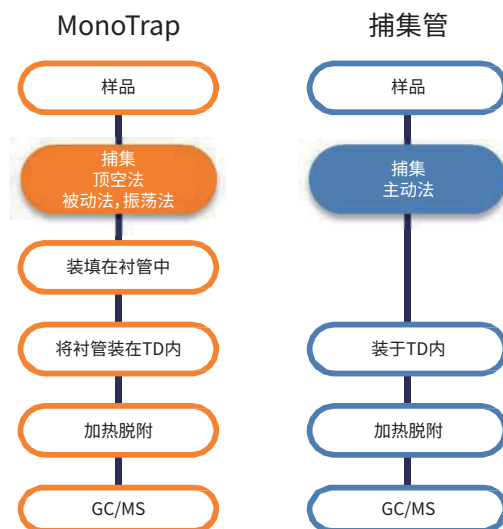 MonoTrap
样品
捕集
顶空法
被动法，振荡法
装填在衬管中
将衬管装在TD内
加热脱附
GC/MS
捕集管
样品
捕集
主动法
装于TD内
加热脱附
GC/MS